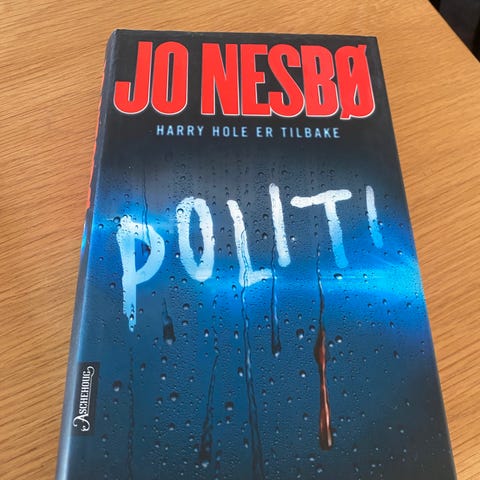 JO NESBØ
HARRY HOLE ER TILBAKE
POLITI
ASCHEHOUG